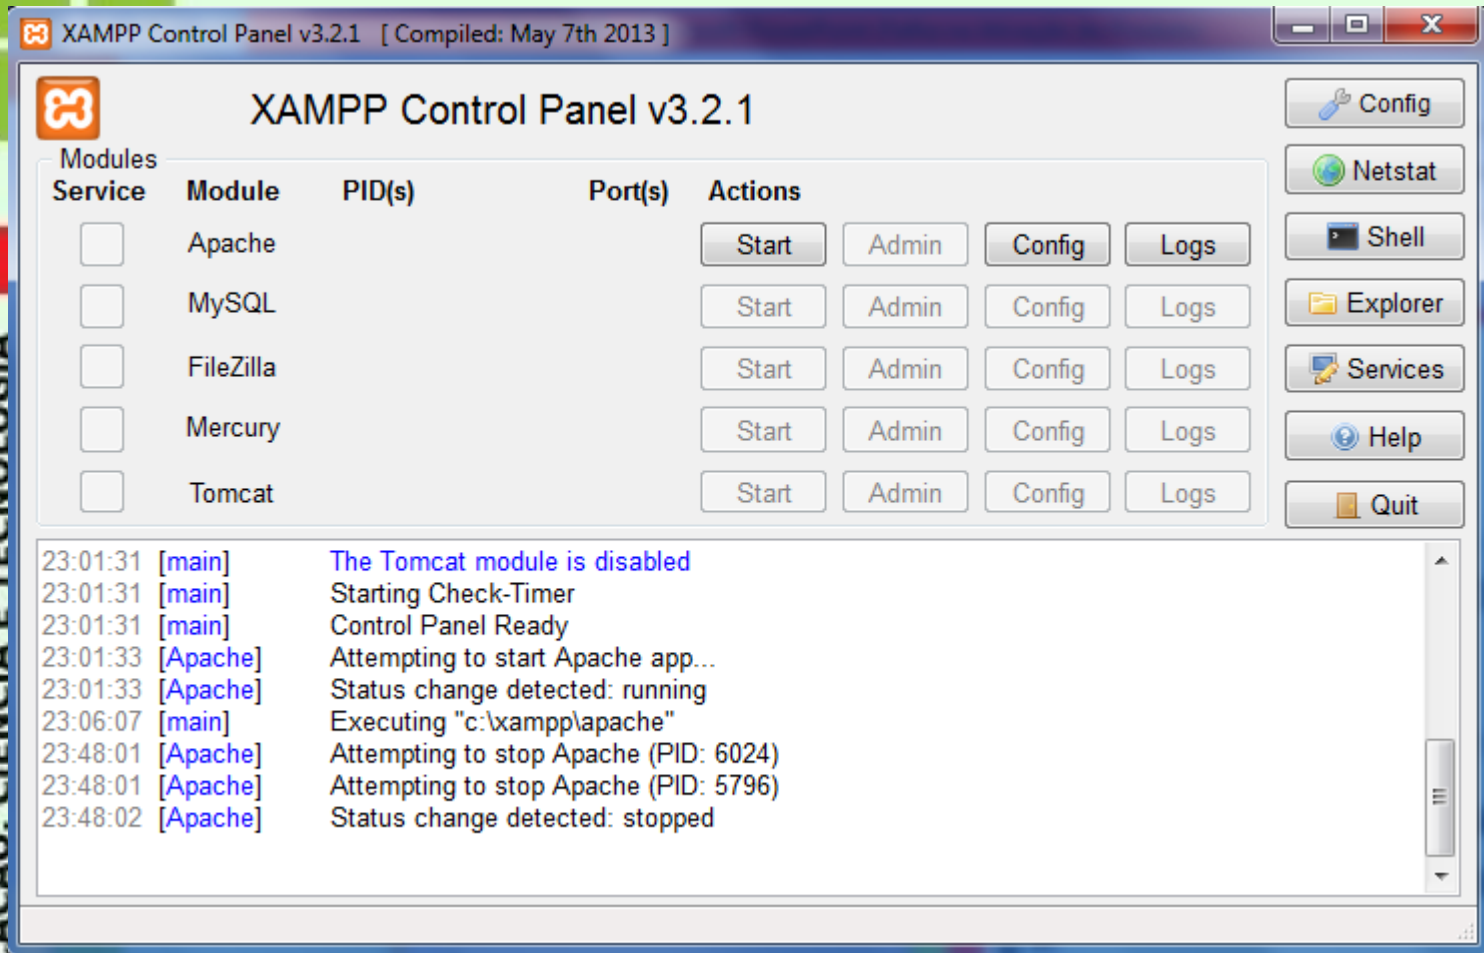 XAMPP Control Panel v3.2.1 [ Compiled: May 7th 2013 ]
XAMPP Control Panel v3.2.1
Config
Modules
Netstat
Service Module PID(s) Port(s) Actions
Shell
Apache Start Admin Config Logs
Explorer
MySQL Start Admin Config Logs
Services
FileZilla Start Admin Config Logs
Help
Mercury Start Admin Config Logs
Quit
Tomcat Start Admin Config Logs
23:01:31 [main] The Tomcat module is disabled
23:01:31 [main] Starting Check-Timer
23:01:31 [main] Control Panel Ready
23:01:33 [Apache] Attempting to start Apache app...
23:01:33 [Apache] Status change detected: running
23:06:07 [main] Executing "c:\xampp\apache"
23:48:01 [Apache] Attempting to stop Apache (PID: 6024)
23:48:01 [Apache] Attempting to stop Apache (PID: 5796)
23:48:02 [Apache] Status change detected: stopped